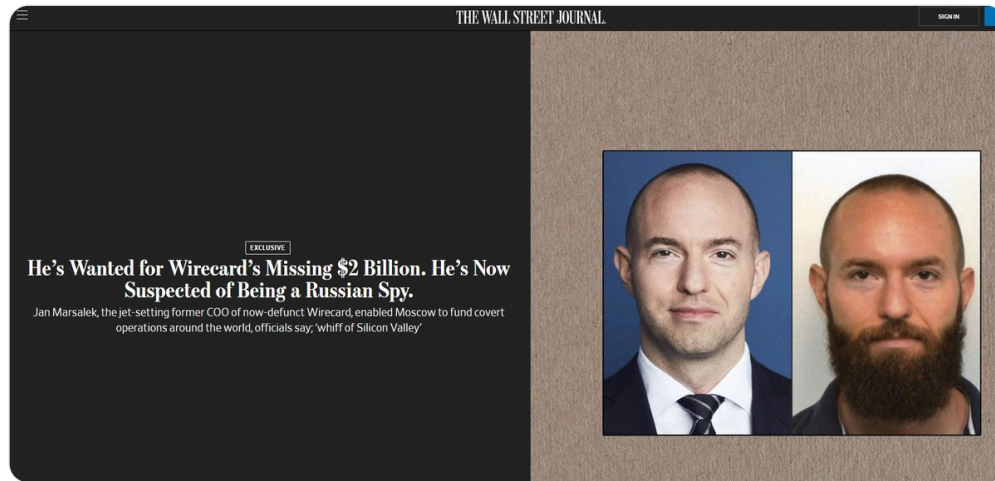 THE WALL STREET JOURNAL.
SIGN IN
EXCLUSIVE
He's Wanted for Wirecard's Missing $2 Billion. He's Now
Suspected of Being a Russian Spy.
Jan Marsalek, the jet-setting former COO of now-defunct Wirecard, enabled Moscow to fund covert
operations around the world, officials say; ‘whiff of Silicon Valley’